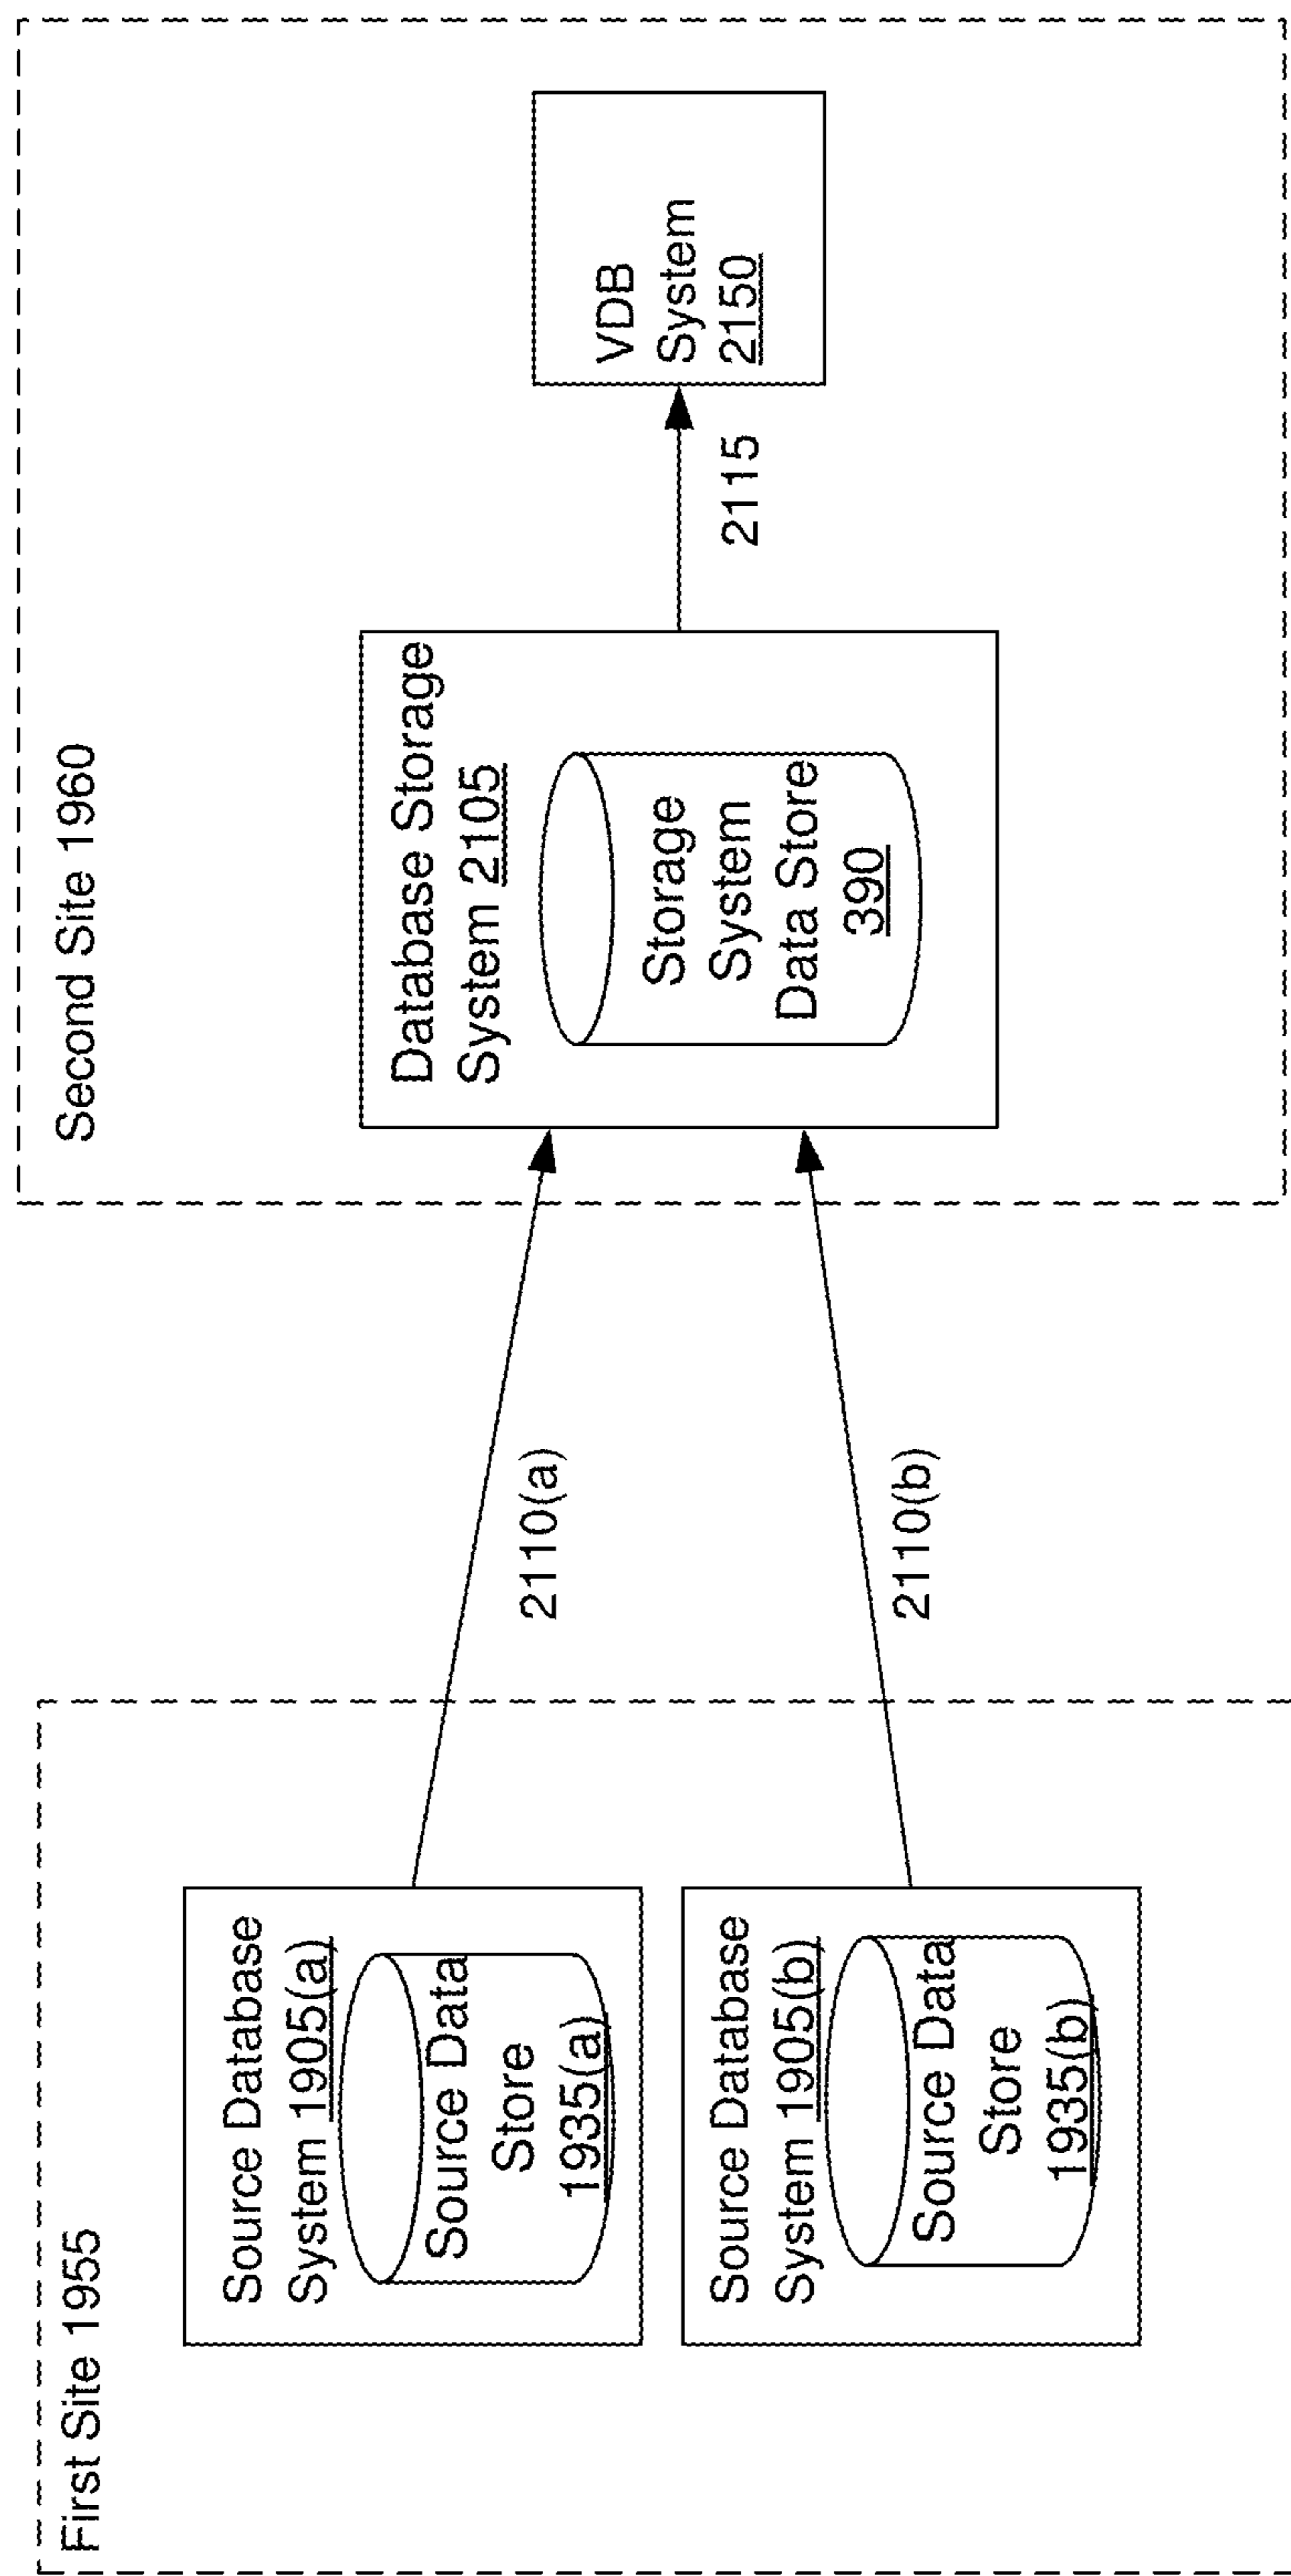 First Site 1955
Source Database
System 1905(a)
Source Data
Store
1935(a)
Source Database
System 1905(b)
Source Data
Store
1935(b)
2110(a)
2110(b)
Second Site 1960
Database Storage
System 2105
Storage
System
Data Store
390
2115
VDB
System
2150